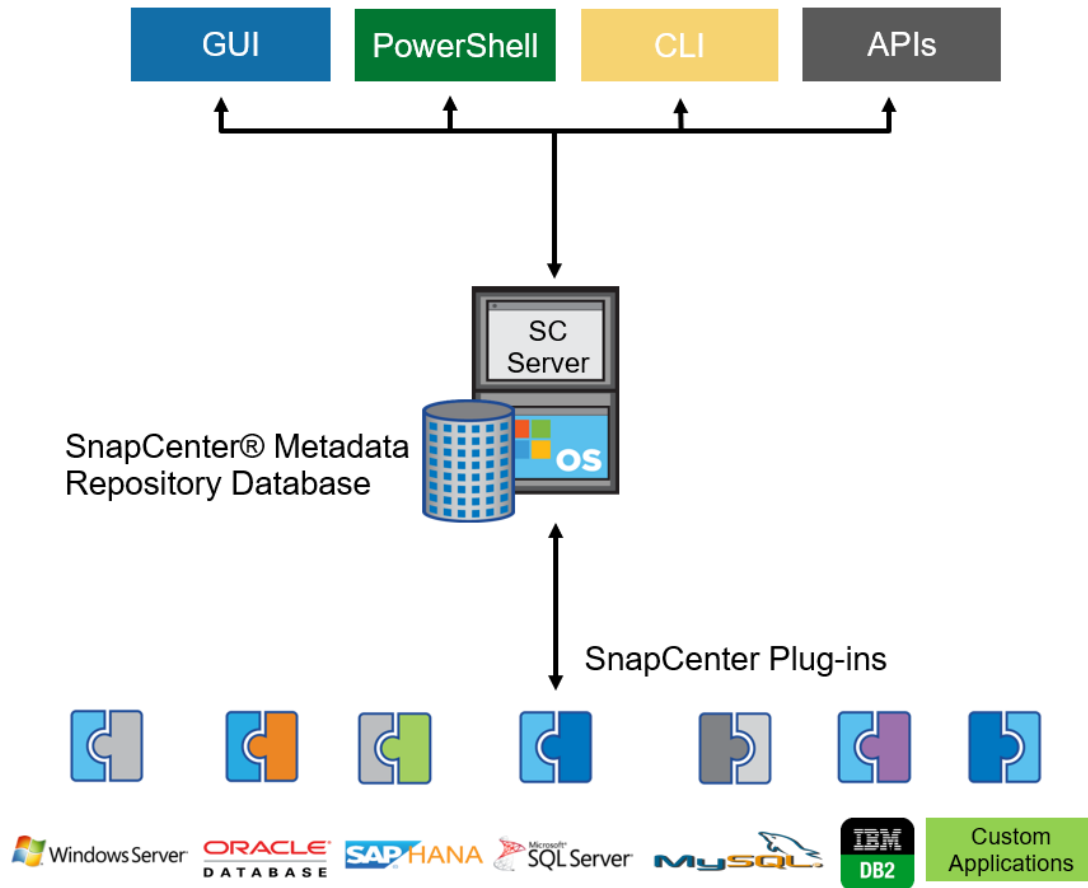 GUI
PowerShell
CLI
APIs
SC
Server
OS
SnapCenter® Metadata
Repository Database
SnapCenter Plug-ins
Windows Server
ORACLE®
DATABASE
SAP HANA
Microsoft®
SQL Server
MySQL
IBM
DB2
Custom
Applications